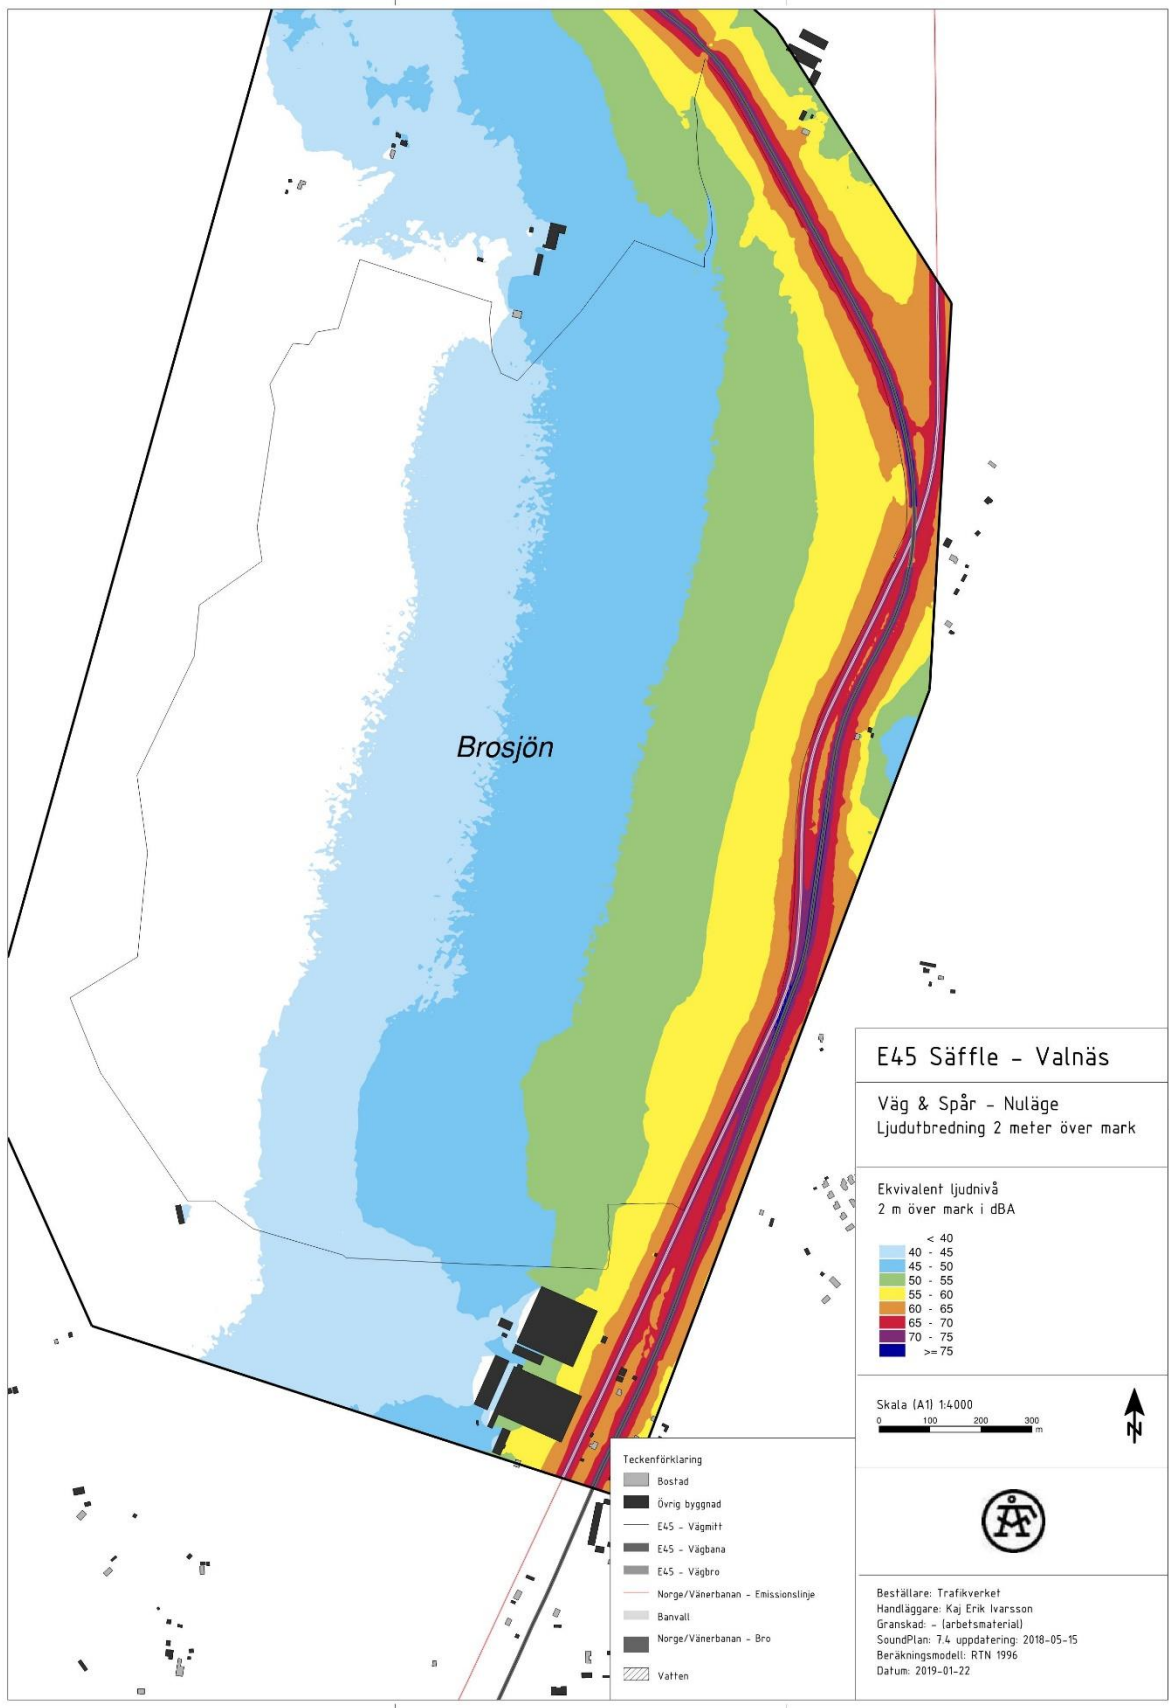 Brosjön
E45 Säffle - Valnäs
Väg & Spår - Nuläge
Ljudutbredning 2 meter över mark
Ekvivalent ljudnivå
2 m över mark i dBA
< 40
40 - 45
45 - 50
50 - 55
55 - 60
60 - 65
65 - 70
70 - 75
>= 75
Skala (A1) 1:4000
0 100 200 300 m
N
Teckenförklaring
Bostad
Övrig byggnad
E45 - Vägmitt
E45 - Vägbana
E45 - Vägbro
Norge/Vänerbanan - Emissionslinje
Banvall
Norge/Vänerbanan - Bro
Vatten
ÅF
Beställare: Trafikverket
Handläggare: Kaj Erik Ivarsson
Granskad: - (arbetsmaterial)
SoundPlan: 7.4 uppdatering: 2018-05-15
Beräkningsmodell: RTN 1996
Datum: 2019-01-22